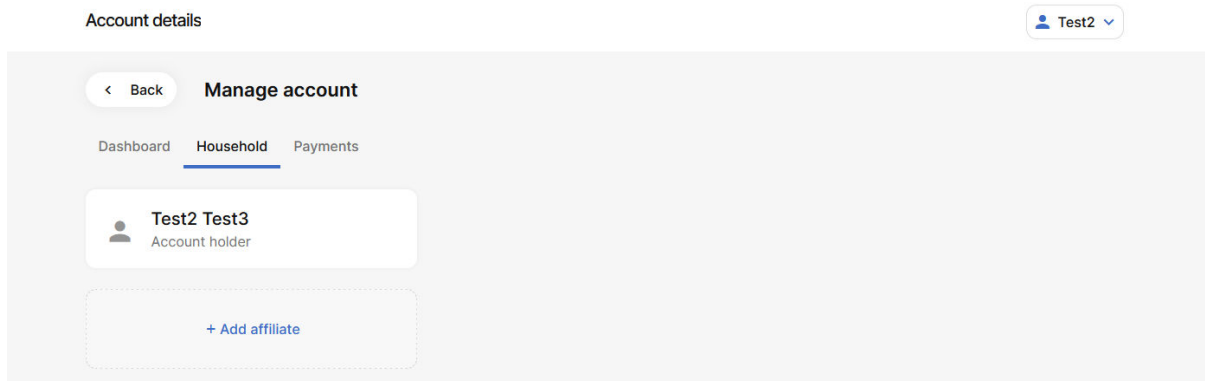 Account details
Test2
Back
Manage account
Dashboard Household Payments
Test2 Test3
Account holder
+ Add affiliate